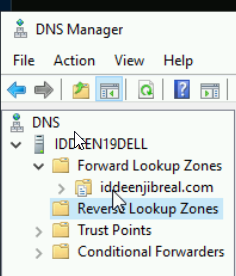 DNS Manager
File Action View Help
DNS
IDDEEN19DELL
Forward Lookup Zones
iddeenjibreal.com
Reverse Lookup Zones
Trust Points
Conditional Forwarders